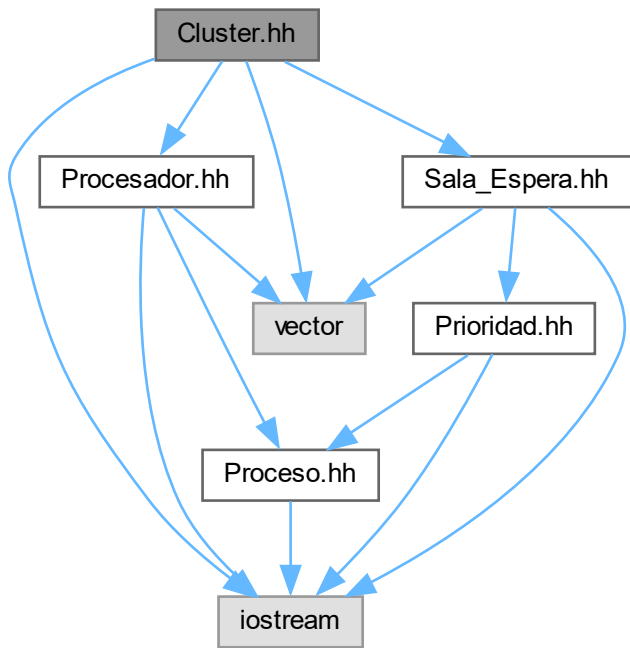 Cluster.hh
Procesador.hh
Sala_Espera.hh
vector
Prioridad.hh
Proceso.hh
iostream